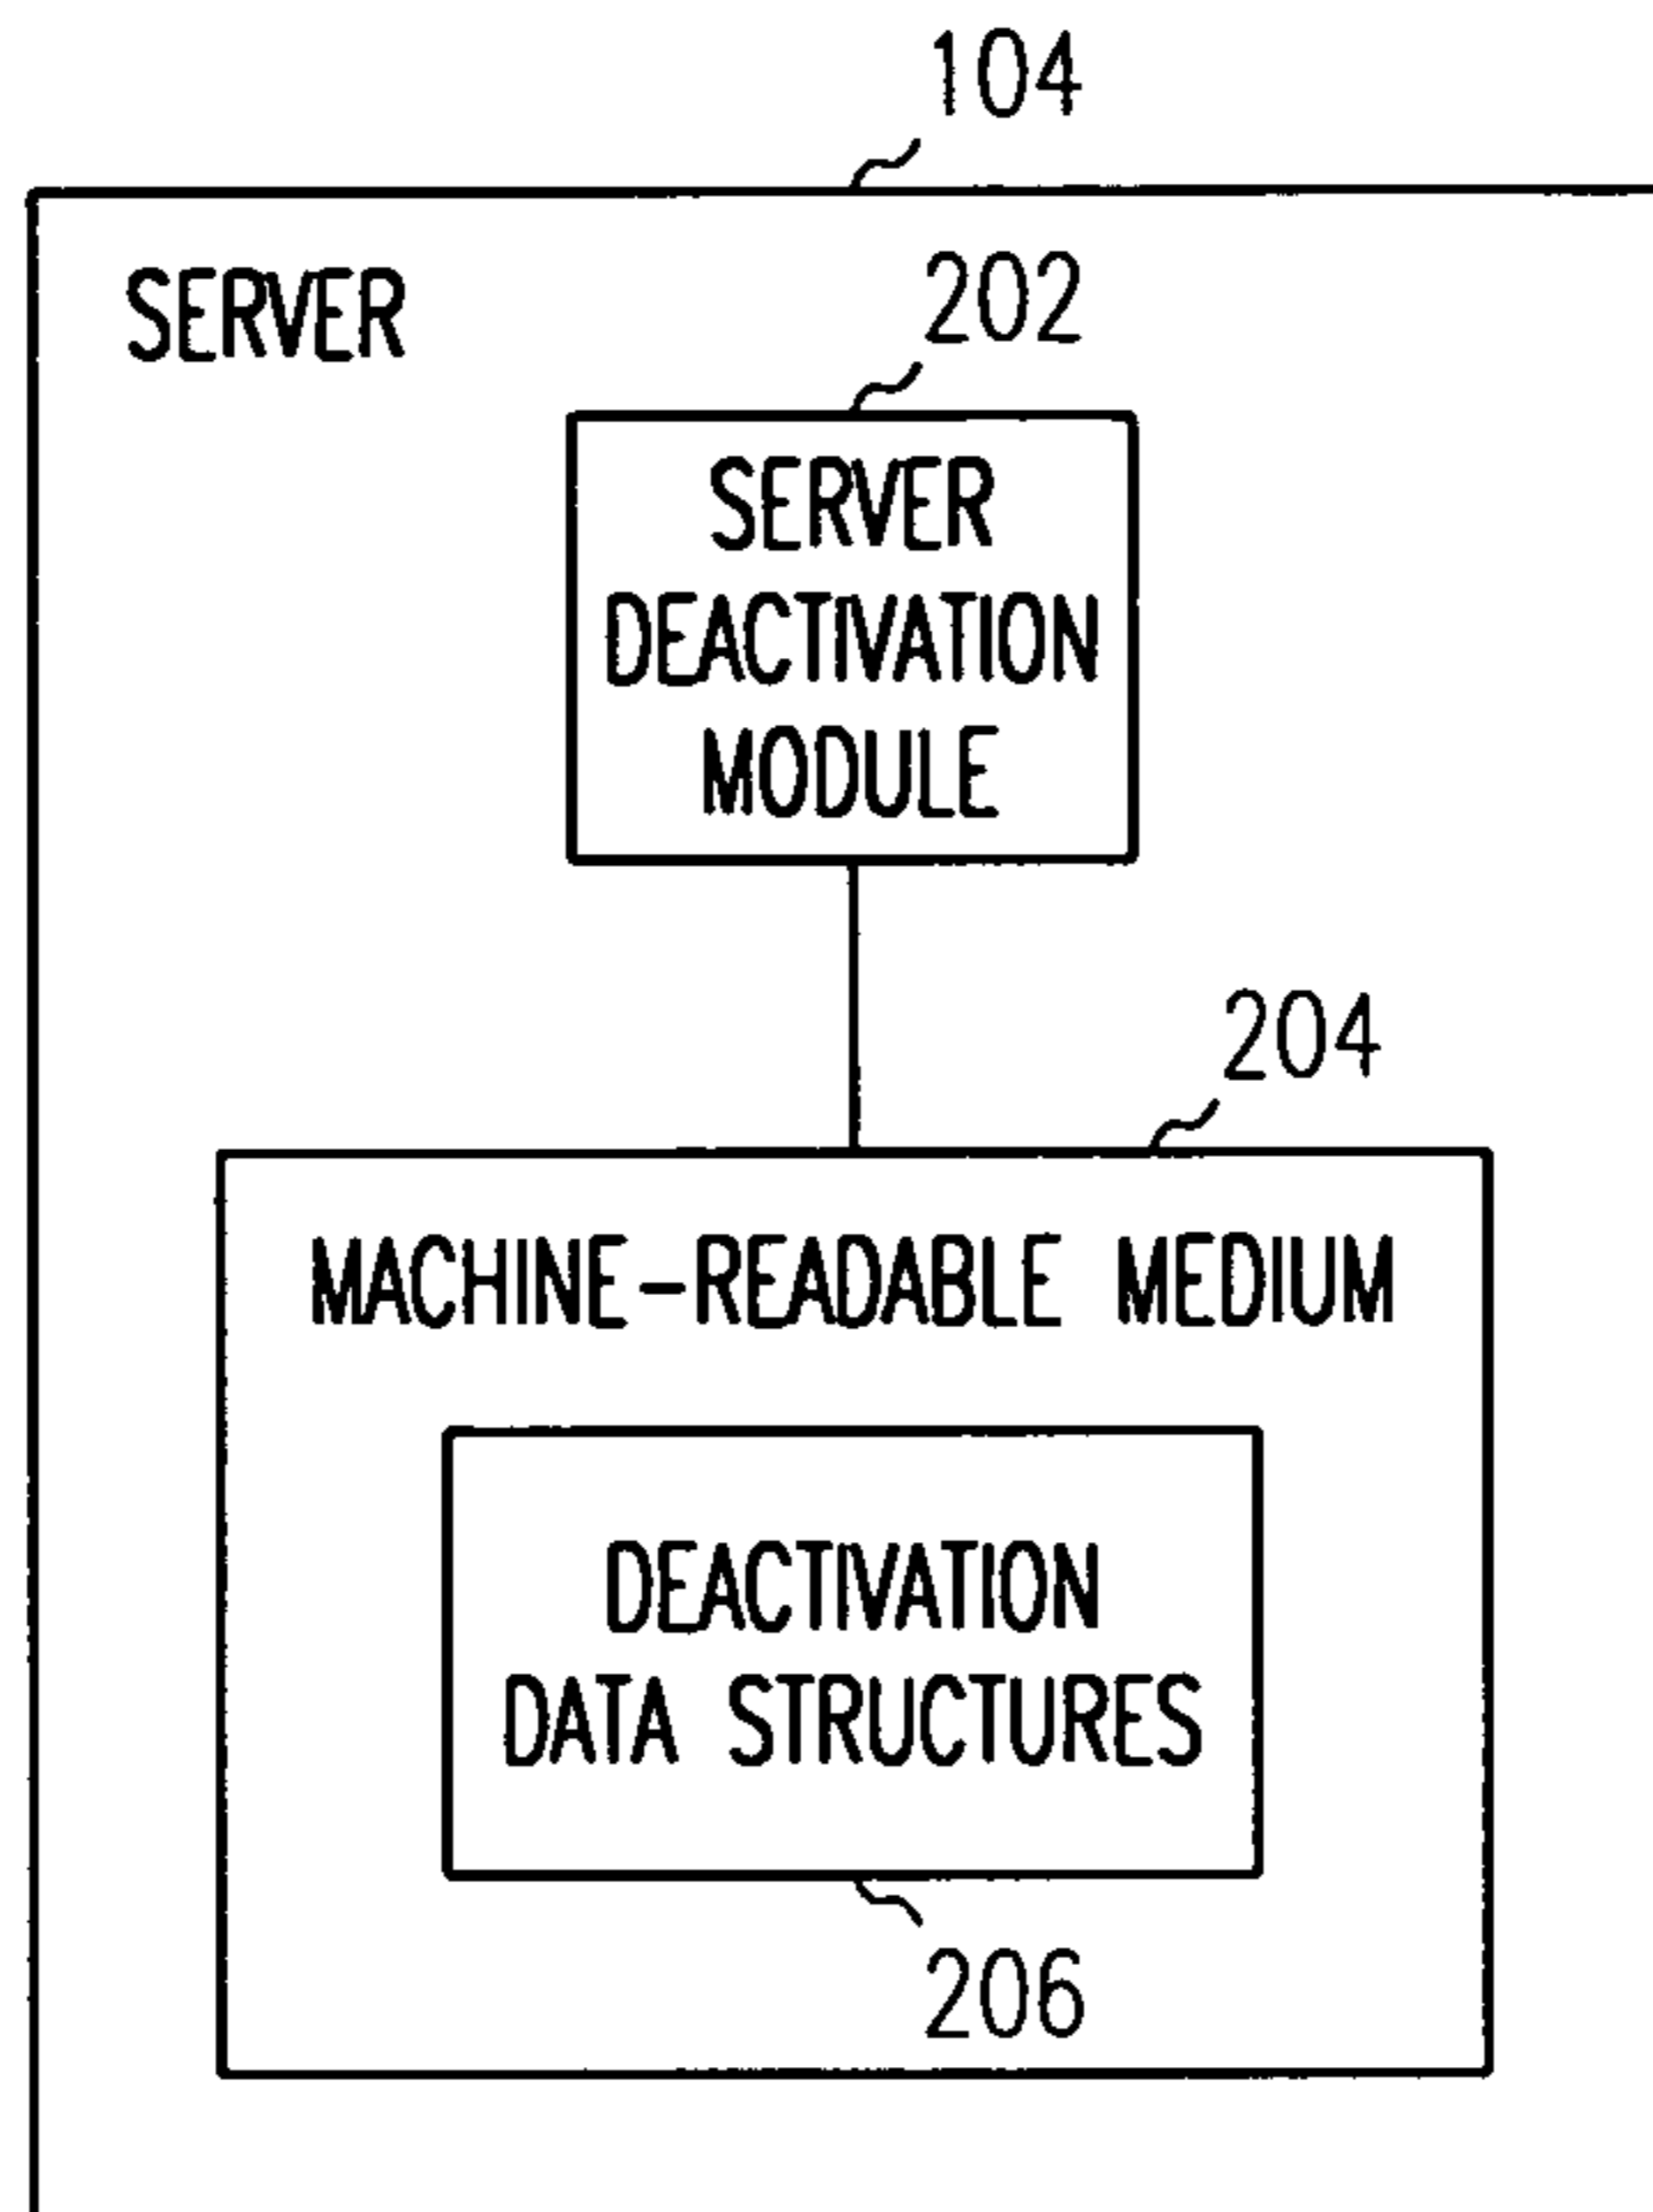 104
SERVER
202
SERVER
DEACTIVATION
MODULE
204
MACHINE-READABLE MEDIUM
DEACTIVATION
DATA STRUCTURES
206